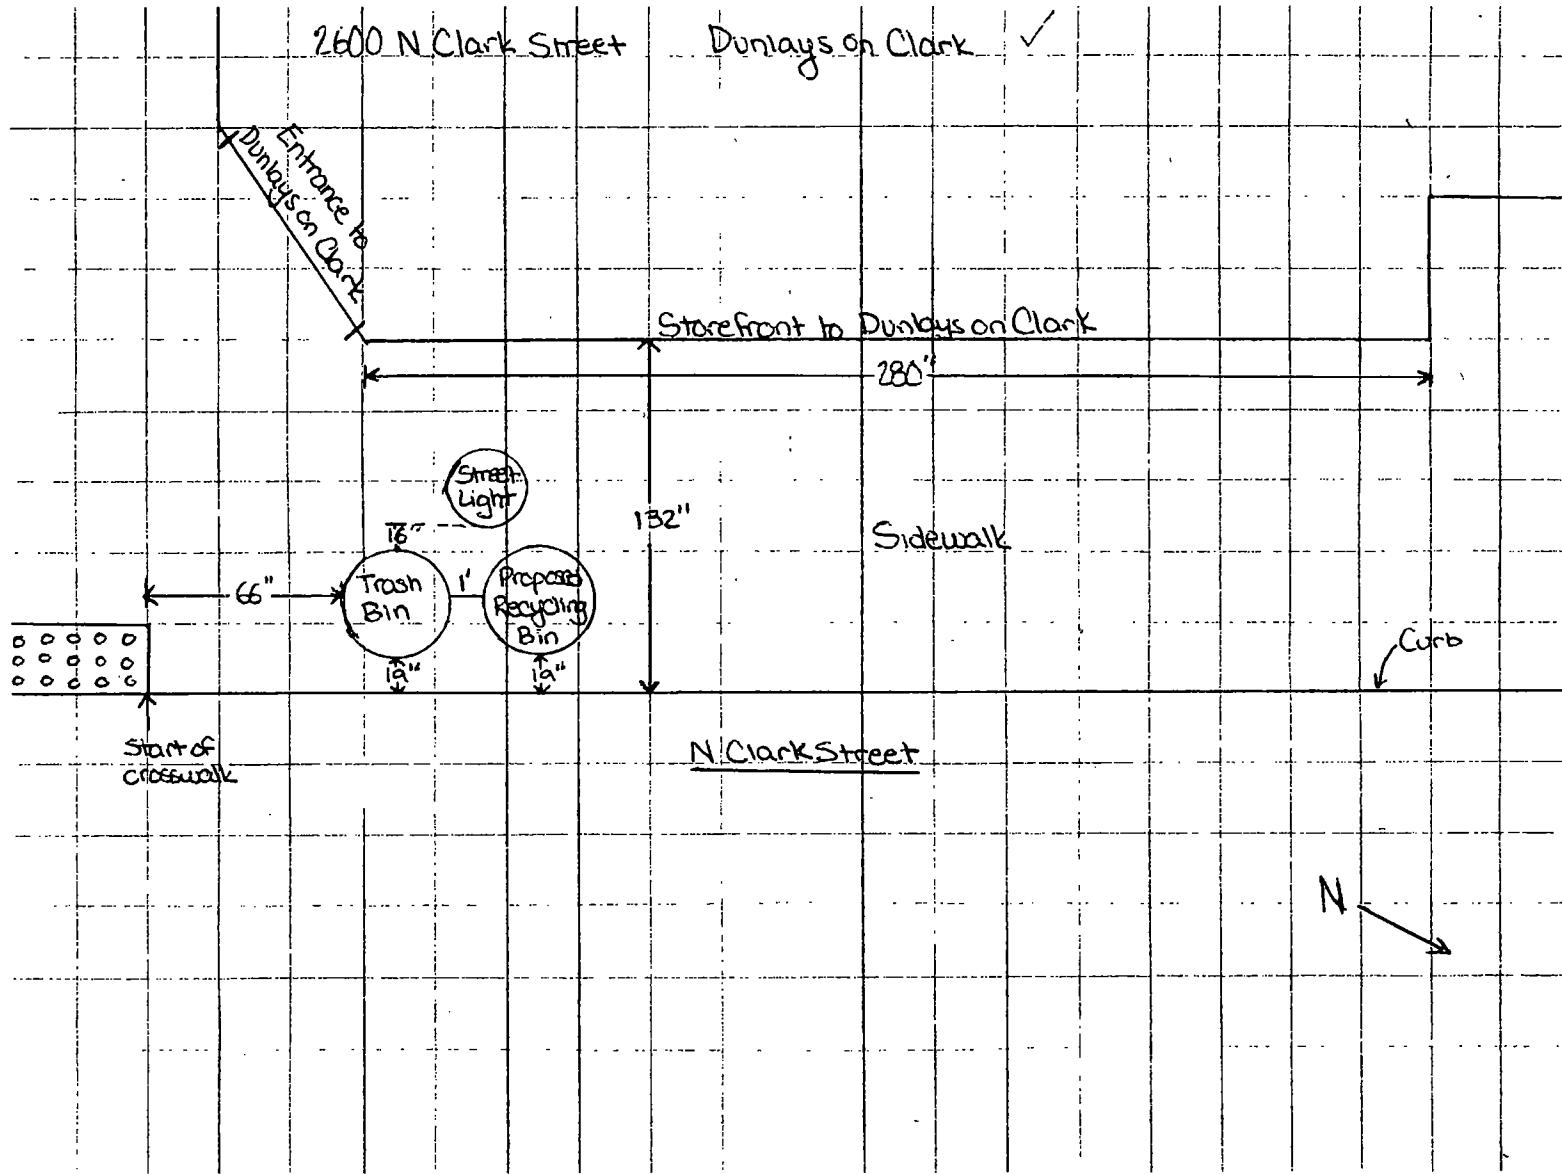 2600 N Clark Street
Dunlays on Clark ✓
Entrance to
Dunlays on Clark
Storefront to Dunlays on Clark
280"
Street
Light
132"
16"
Sidewalk
66"
Trash
Bin
1'
Proposed
Recycling
Bin
19"
19"
Curb
Start of
crosswalk
N Clark Street
N